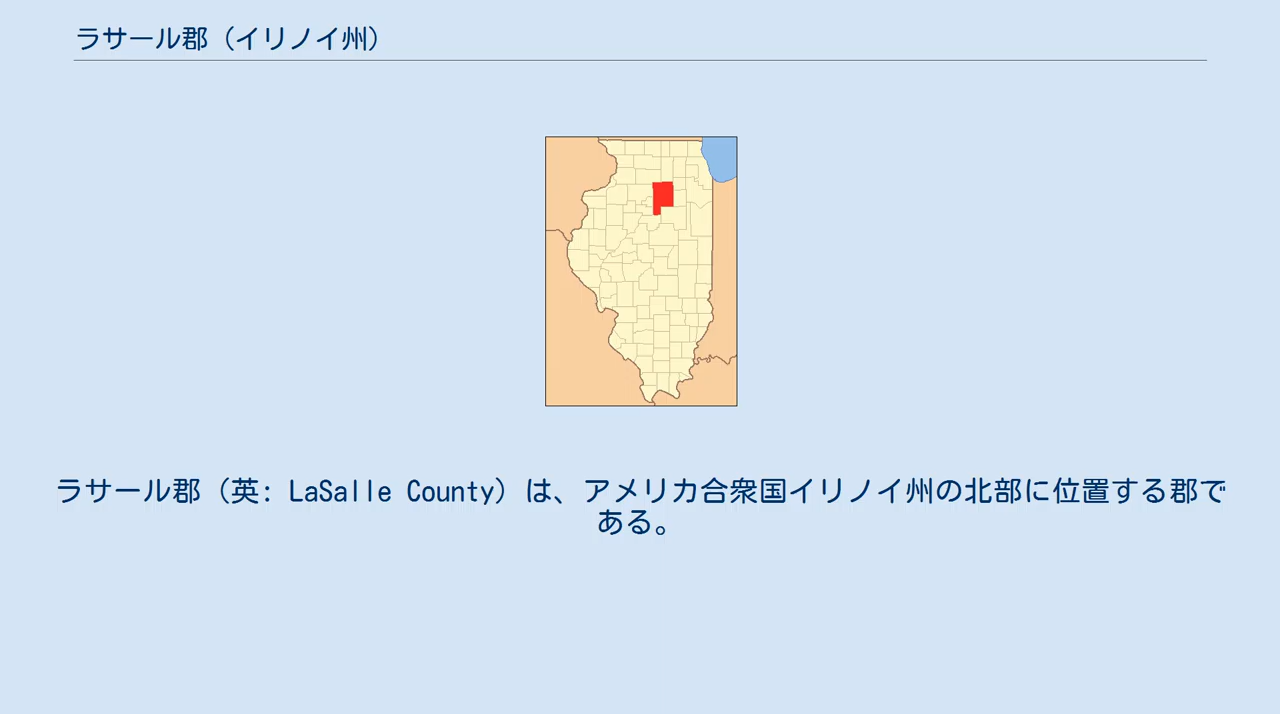 ラサール郡（イリノイ州）
ラサール郡（英: LaSalle County）は、アメリカ合衆国イリノイ州の北部に位置する郡で
ある。